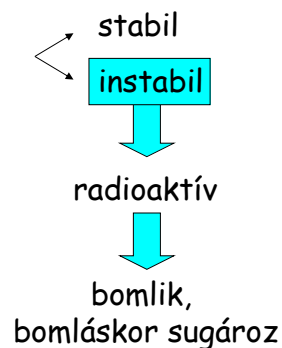 stabil
instabil
radioaktív
bomlik,
bomláskor sugároz